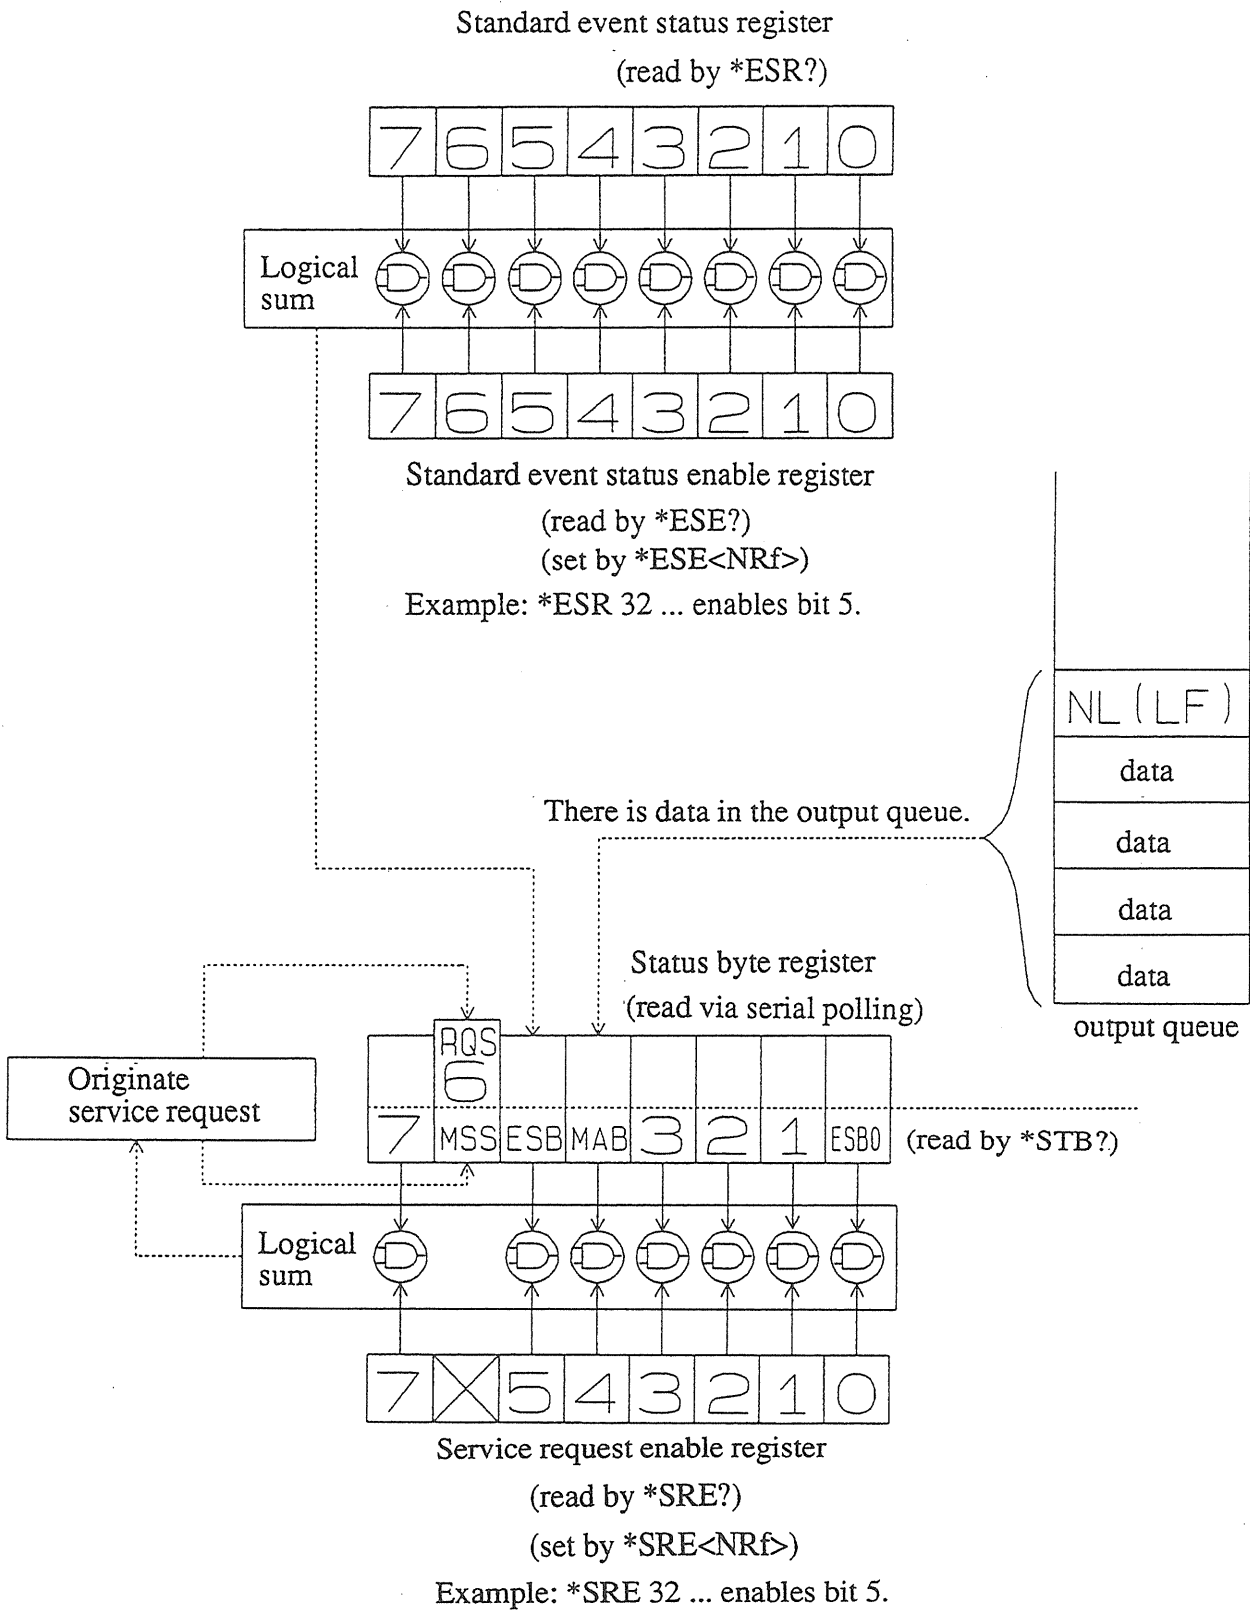 Standard event status register
(read by *ESR?)
7 6 5 4 3 2 1 0
Logical
sum
7 6 5 4 3 2 1 0
Standard event status enable register
(read by *ESE?)
(set by *ESE<NRf>)
Example: *ESR 32 ... enables bit 5.
NL(LF)
data
There is data in the output queue.
data
data
data
output queue
Status byte register
(read via serial polling)
RQS
6
Originate
service request
7 MSS ESB MAB 3 2 1 ESB0
(read by *STB?)
Logical
sum
7 5 4 3 2 1 0
Service request enable register
(read by *SRE?)
(set by *SRE<NRf>)
Example: *SRE 32 ... enables bit 5.